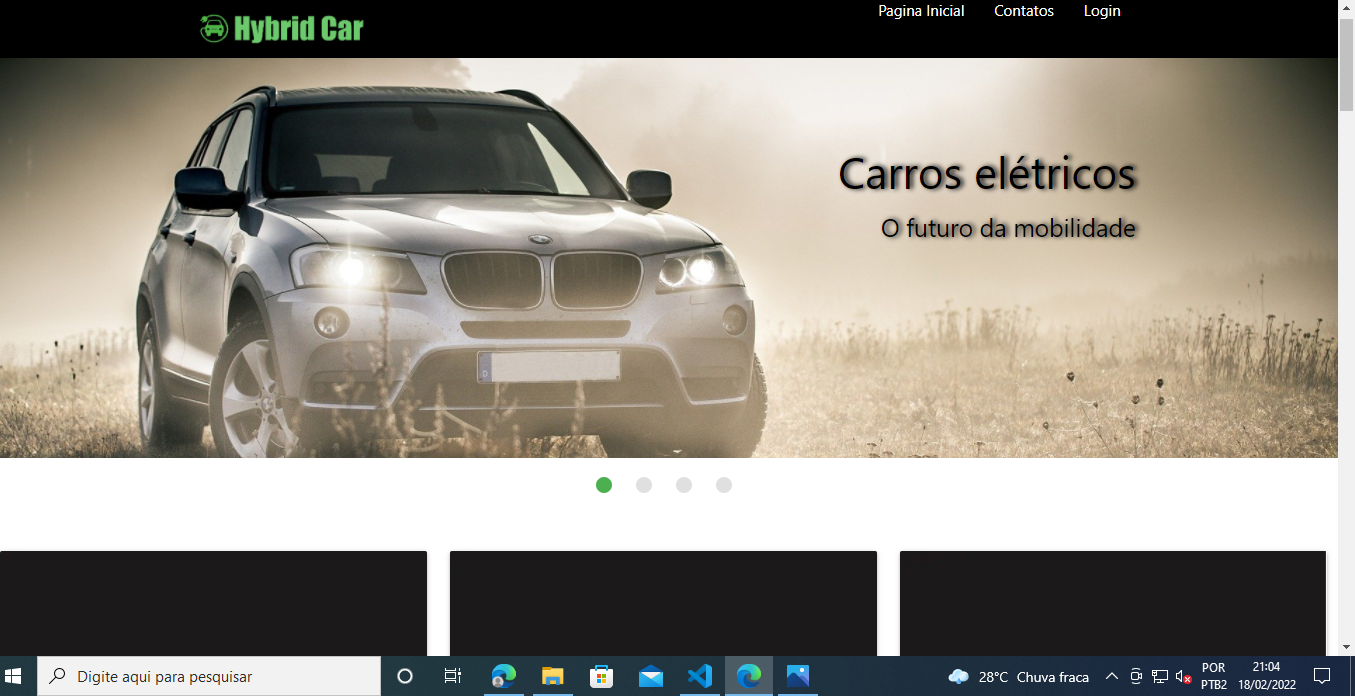 Hybrid Car
Pagina Inicial Contatos Login
Carros elétricos
O futuro da mobilidade
Digite aqui para pesquisar
28°C Chuva fraca
POR
PTB2
21:04
18/02/2022